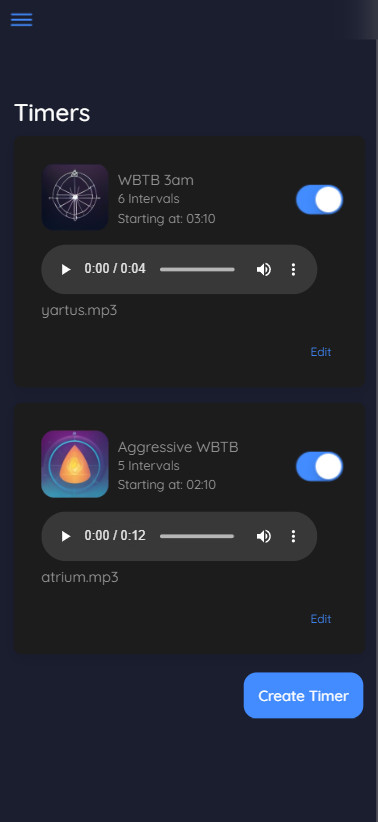 Timers
WBTB 3am
6 Intervals
Starting at: 03:10
0:00 / 0:04
yartus.mp3
Edit
Aggressive WBTB
5 Intervals
Starting at: 02:10
0:00 / 0:12
atrium.mp3
Edit
Create Timer